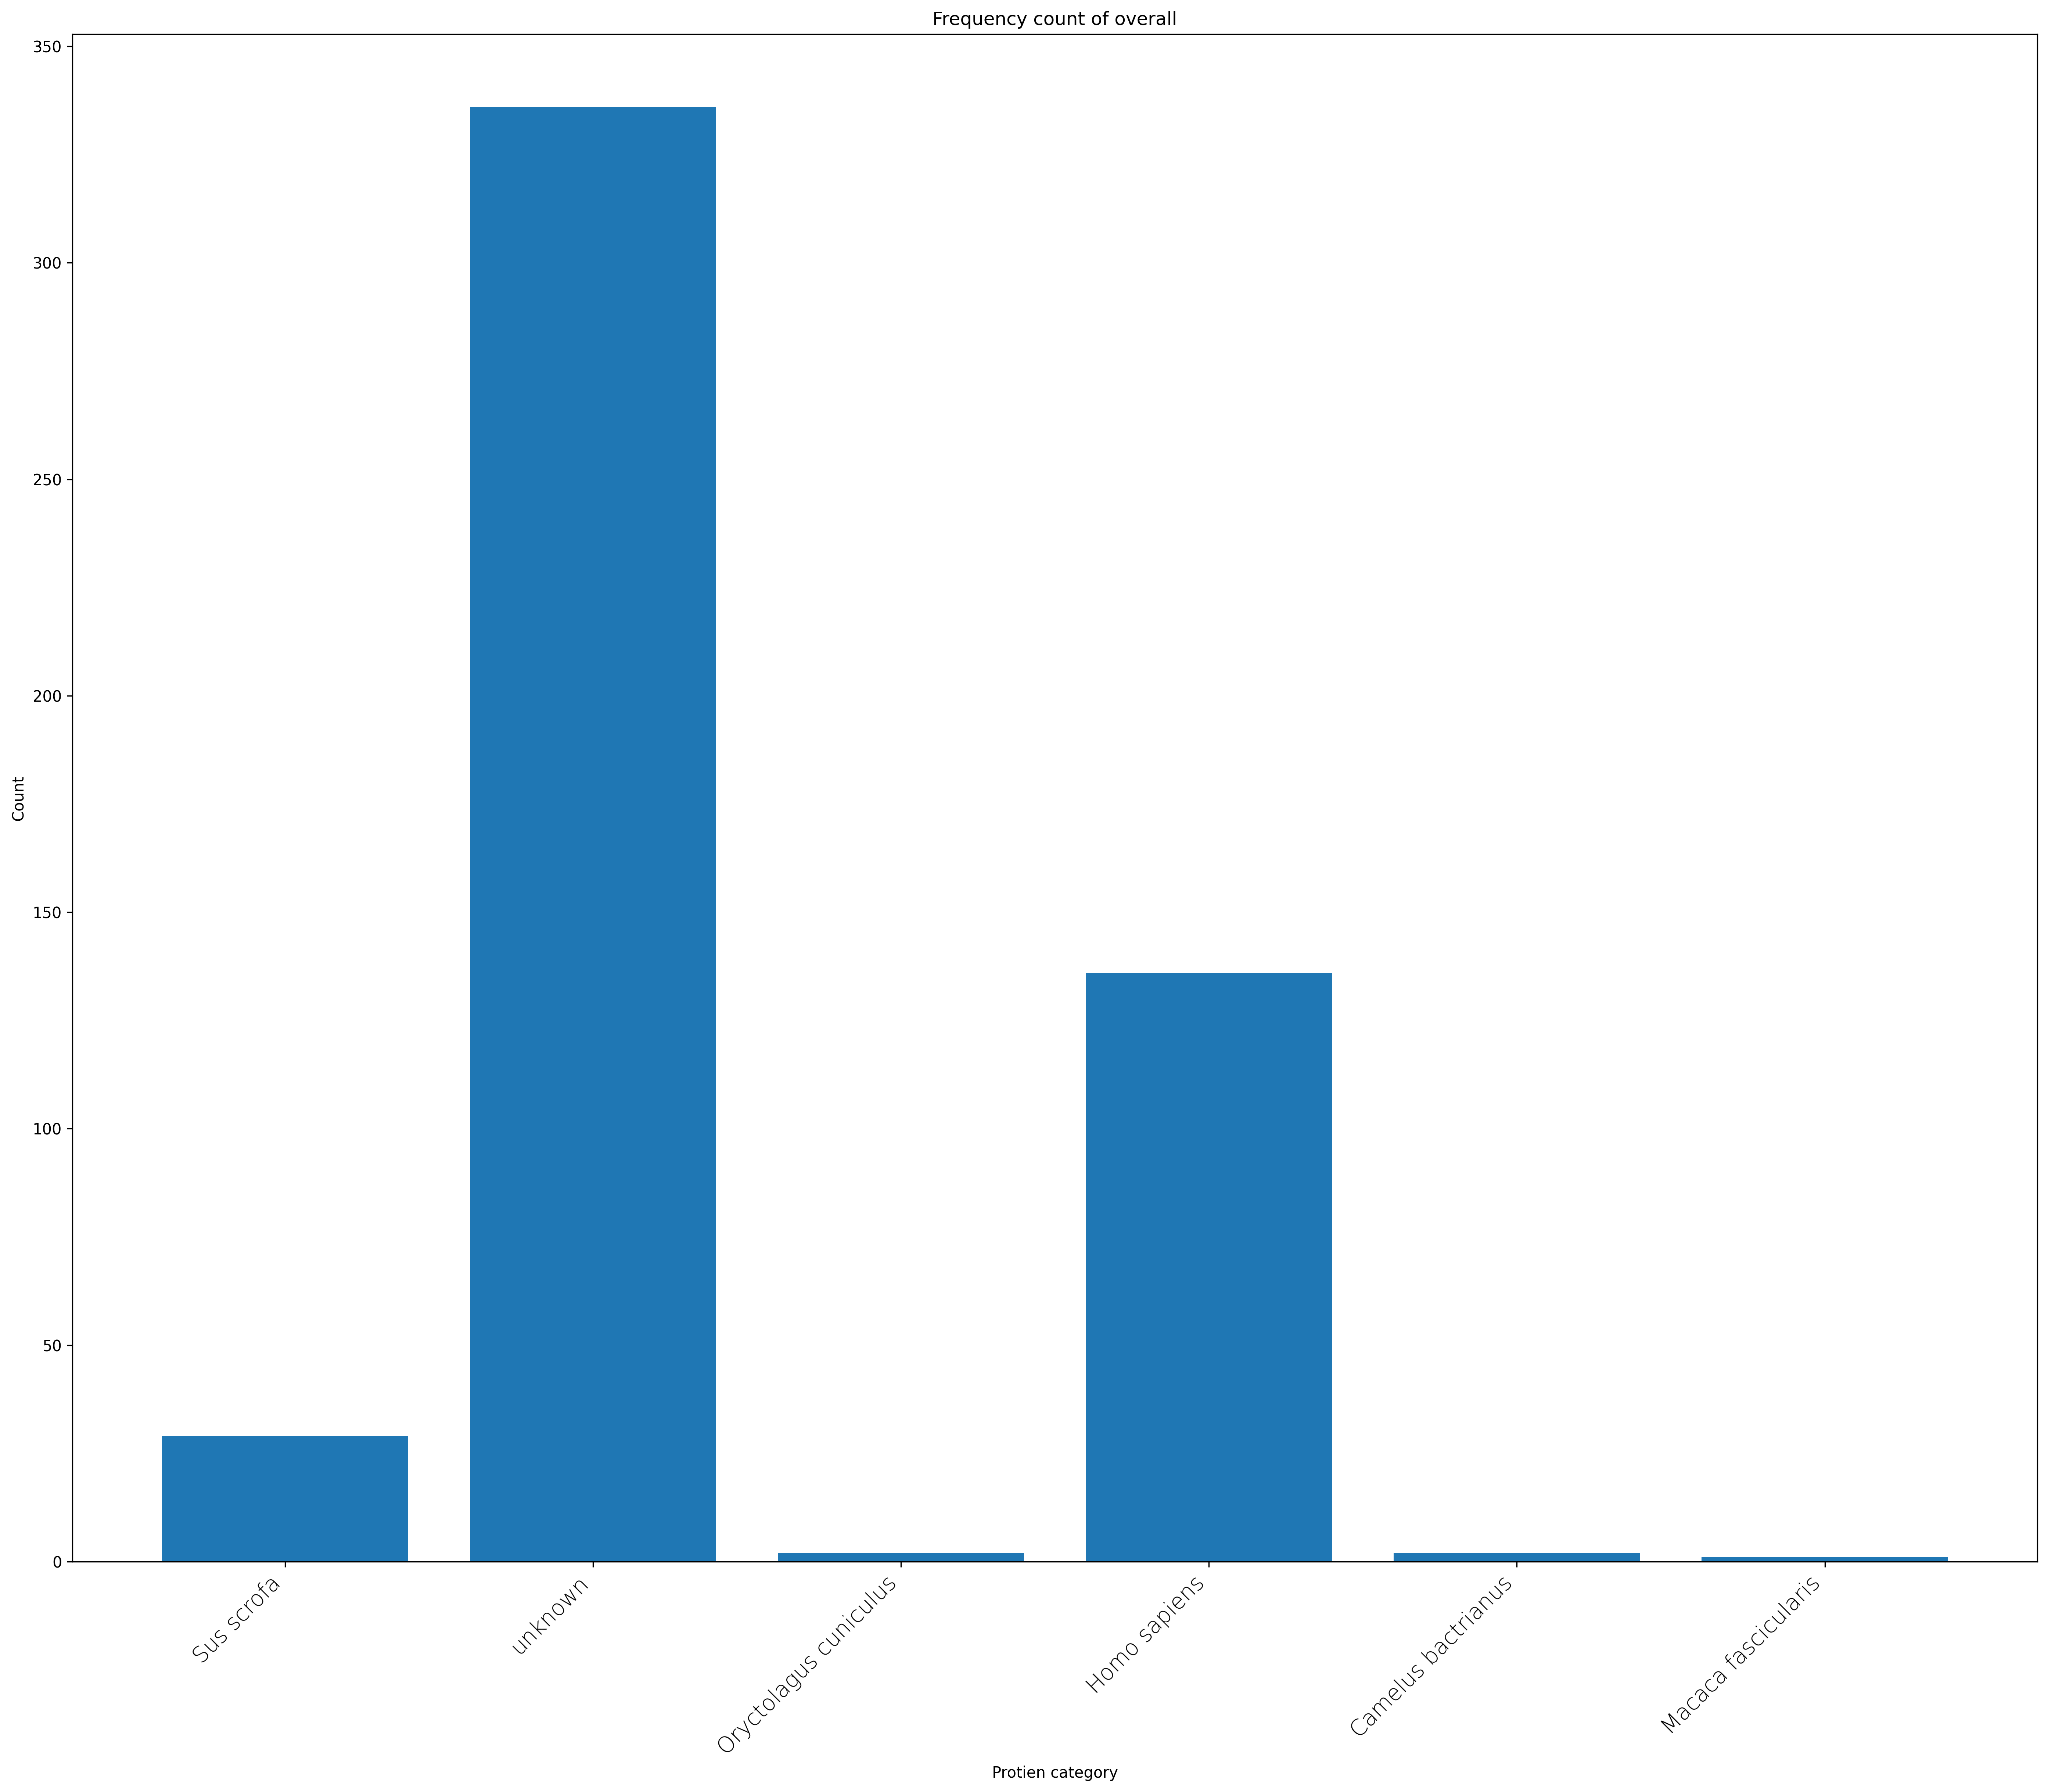 Frequency count of overall
350
300
250
200
150
100
50
0
Count
Sus scrofa
unknown
Oryctolagus cuniculus
Homo sapiens
Camelus bactrianus
Macaca fascicularis
Protien category